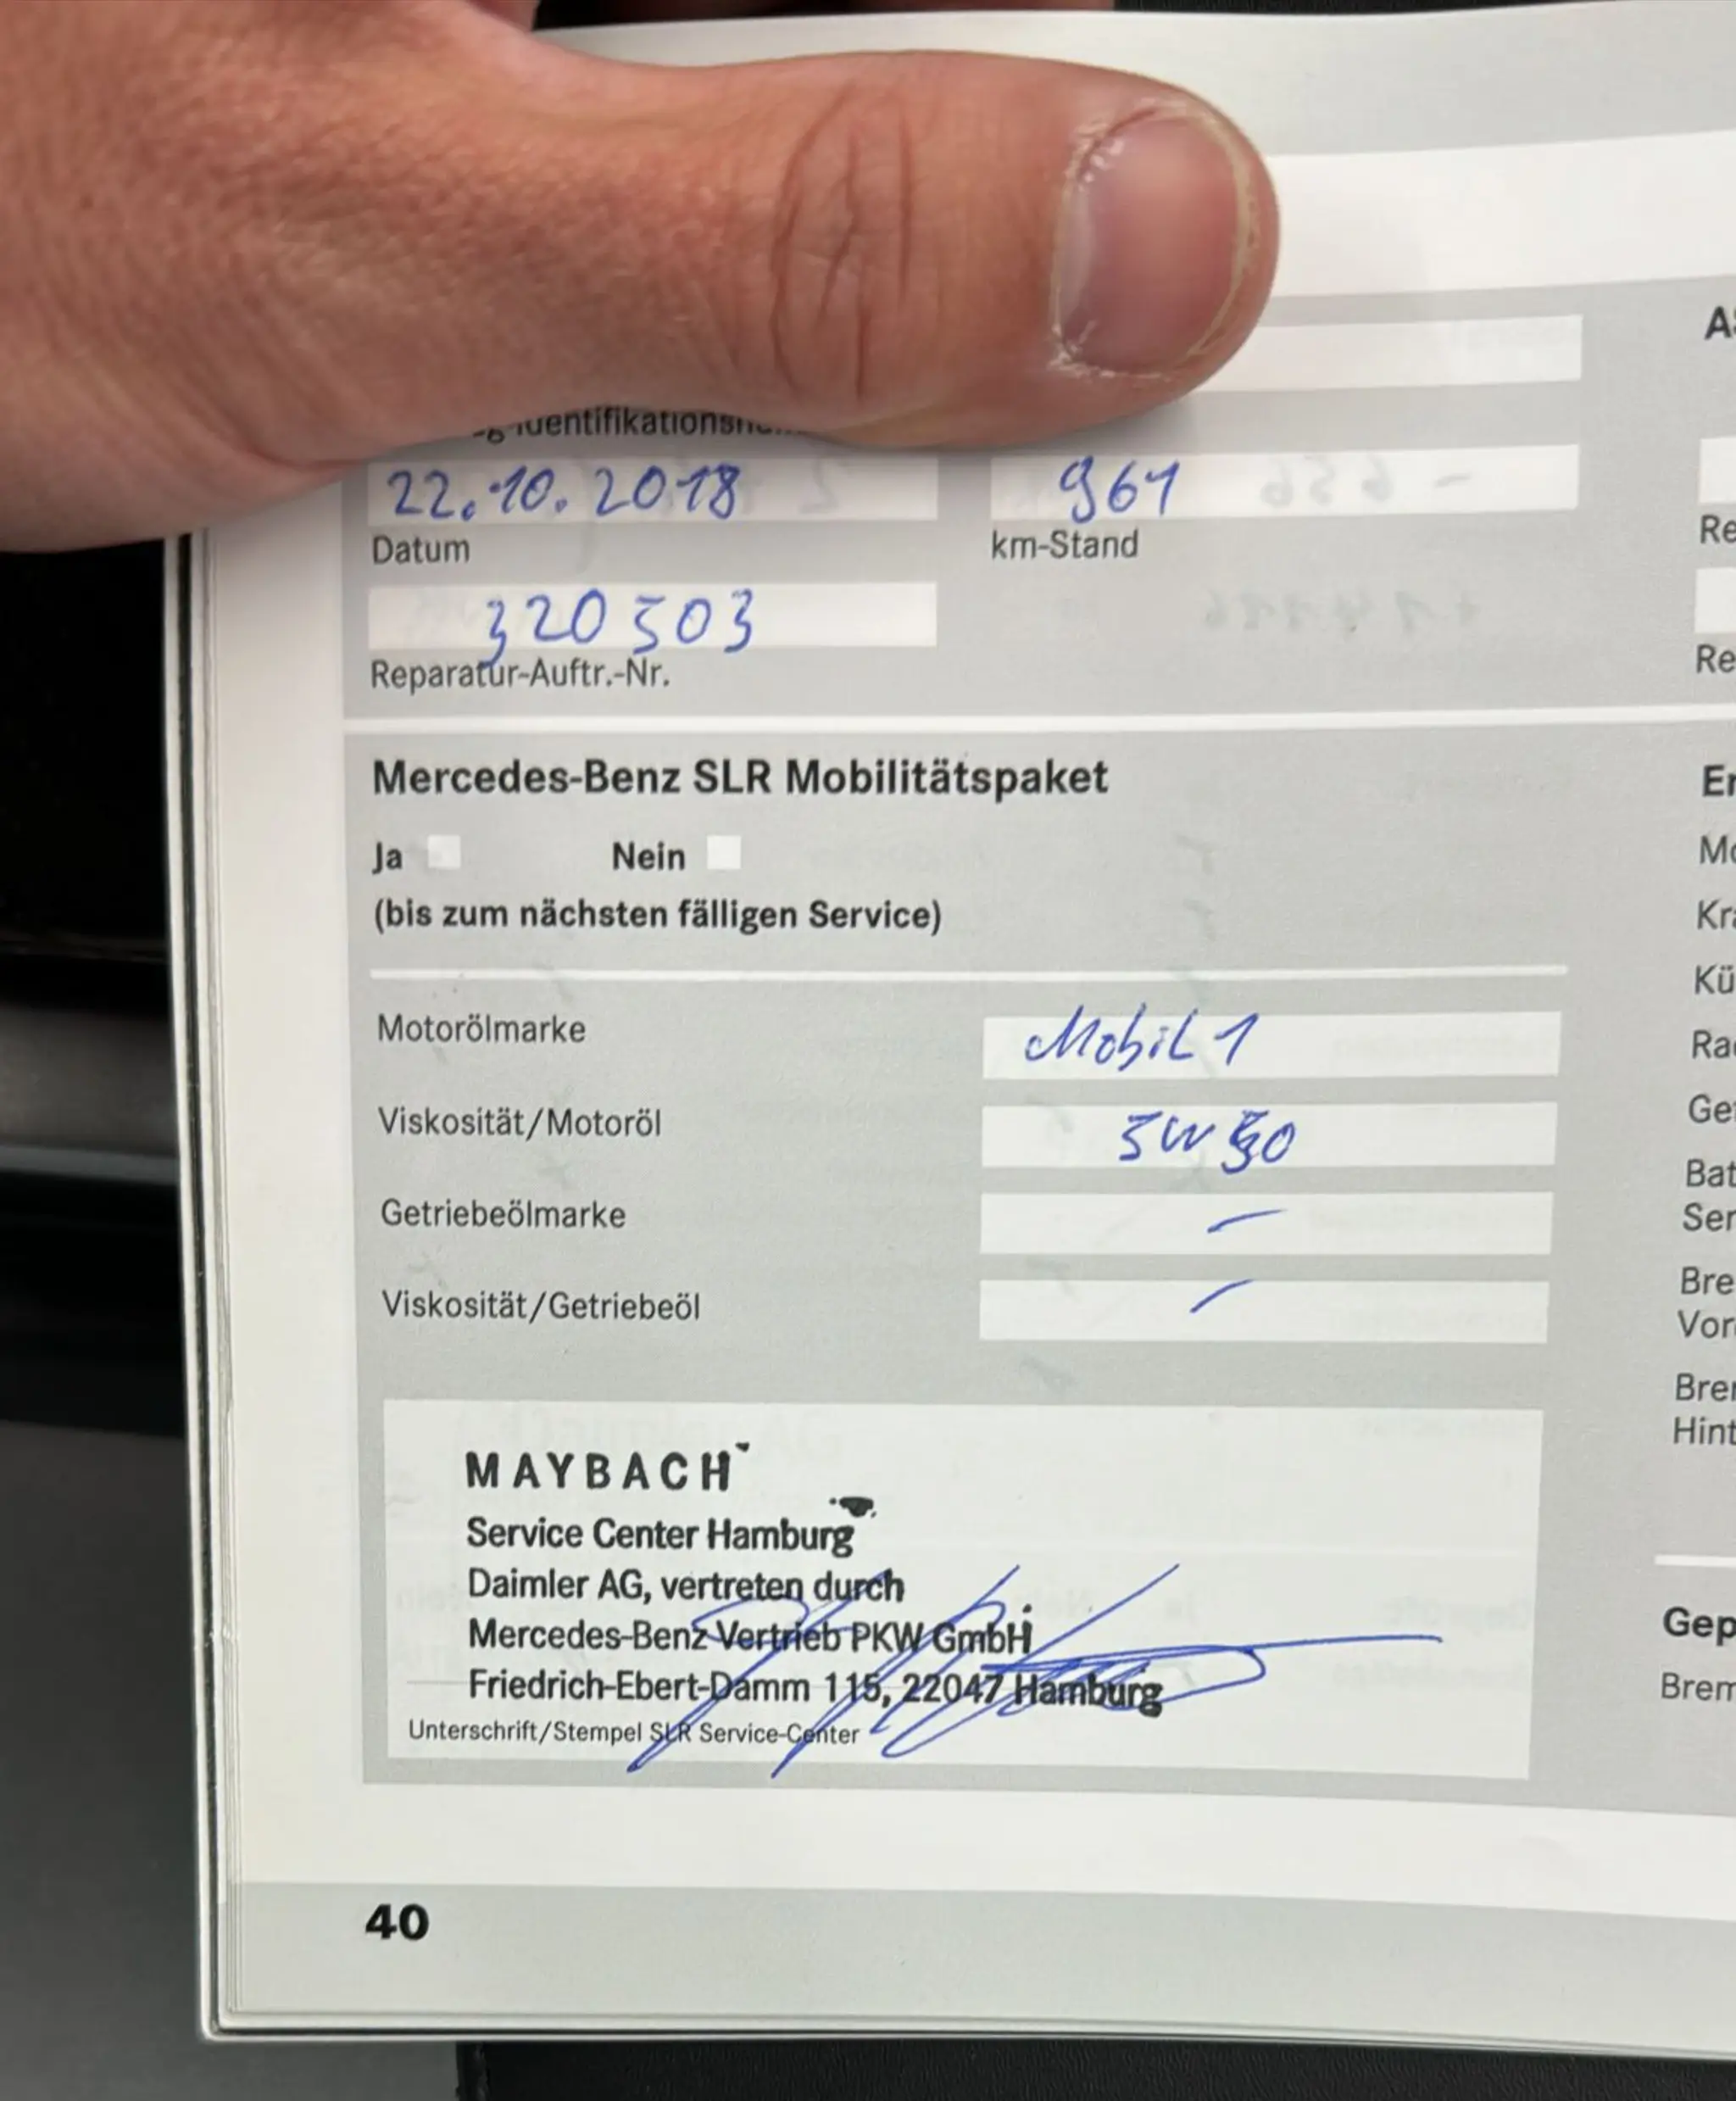 22.10.2018
961
Datum
km-Stand
320503
Reparatur-Auftr.-Nr.
Mercedes-Benz SLR Mobilitätspaket
Ja Nein
(bis zum nächsten fälligen Service)
Motorölmarke Mobil 1
Viskosität/Motoröl 5W50
Getriebeölmarke –
Viskosität/Getriebeöl –
MAYBACH
Service Center Hamburg
Daimler AG, vertreten durch
Mercedes-Benz Vertrieb PKW GmbH
Friedrich-Ebert-Damm 115, 22047 Hamburg
Unterschrift/Stempel SLR Service-Center
40